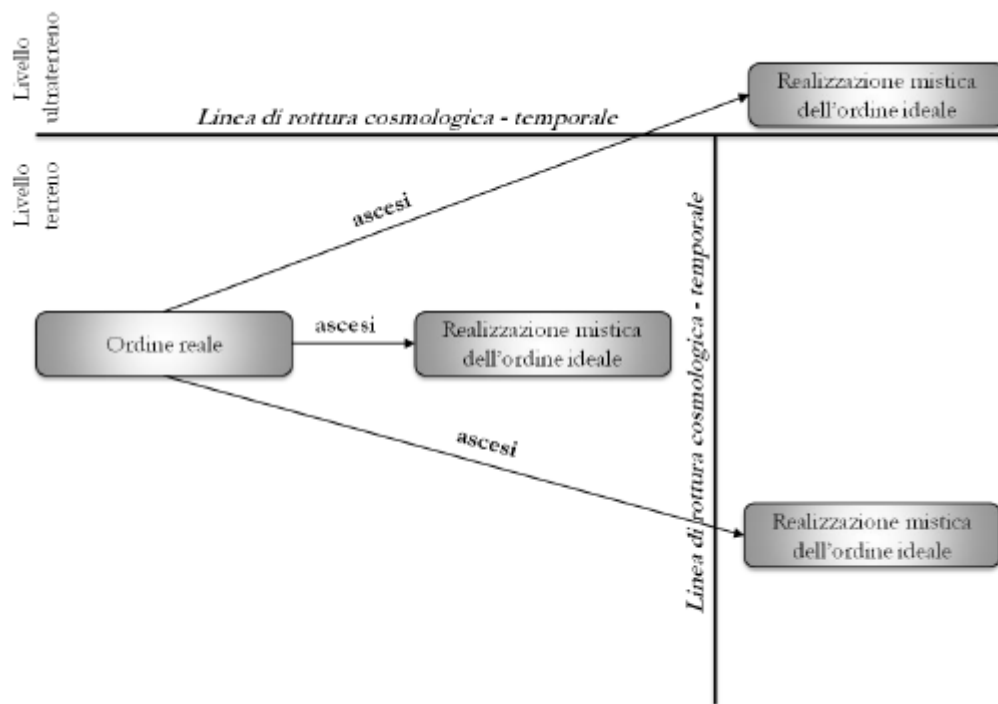 Livello
ultraterreno
Realizzazione mistica
dell'ordine ideale
Linea di rottura cosmologica - temporale
Livello
terreno
ascesi
Linea di rottura cosmologica - temporale
Ordine reale
ascesi
Realizzazione mistica
dell'ordine ideale
ascesi
Realizzazione mistica
dell'ordine ideale